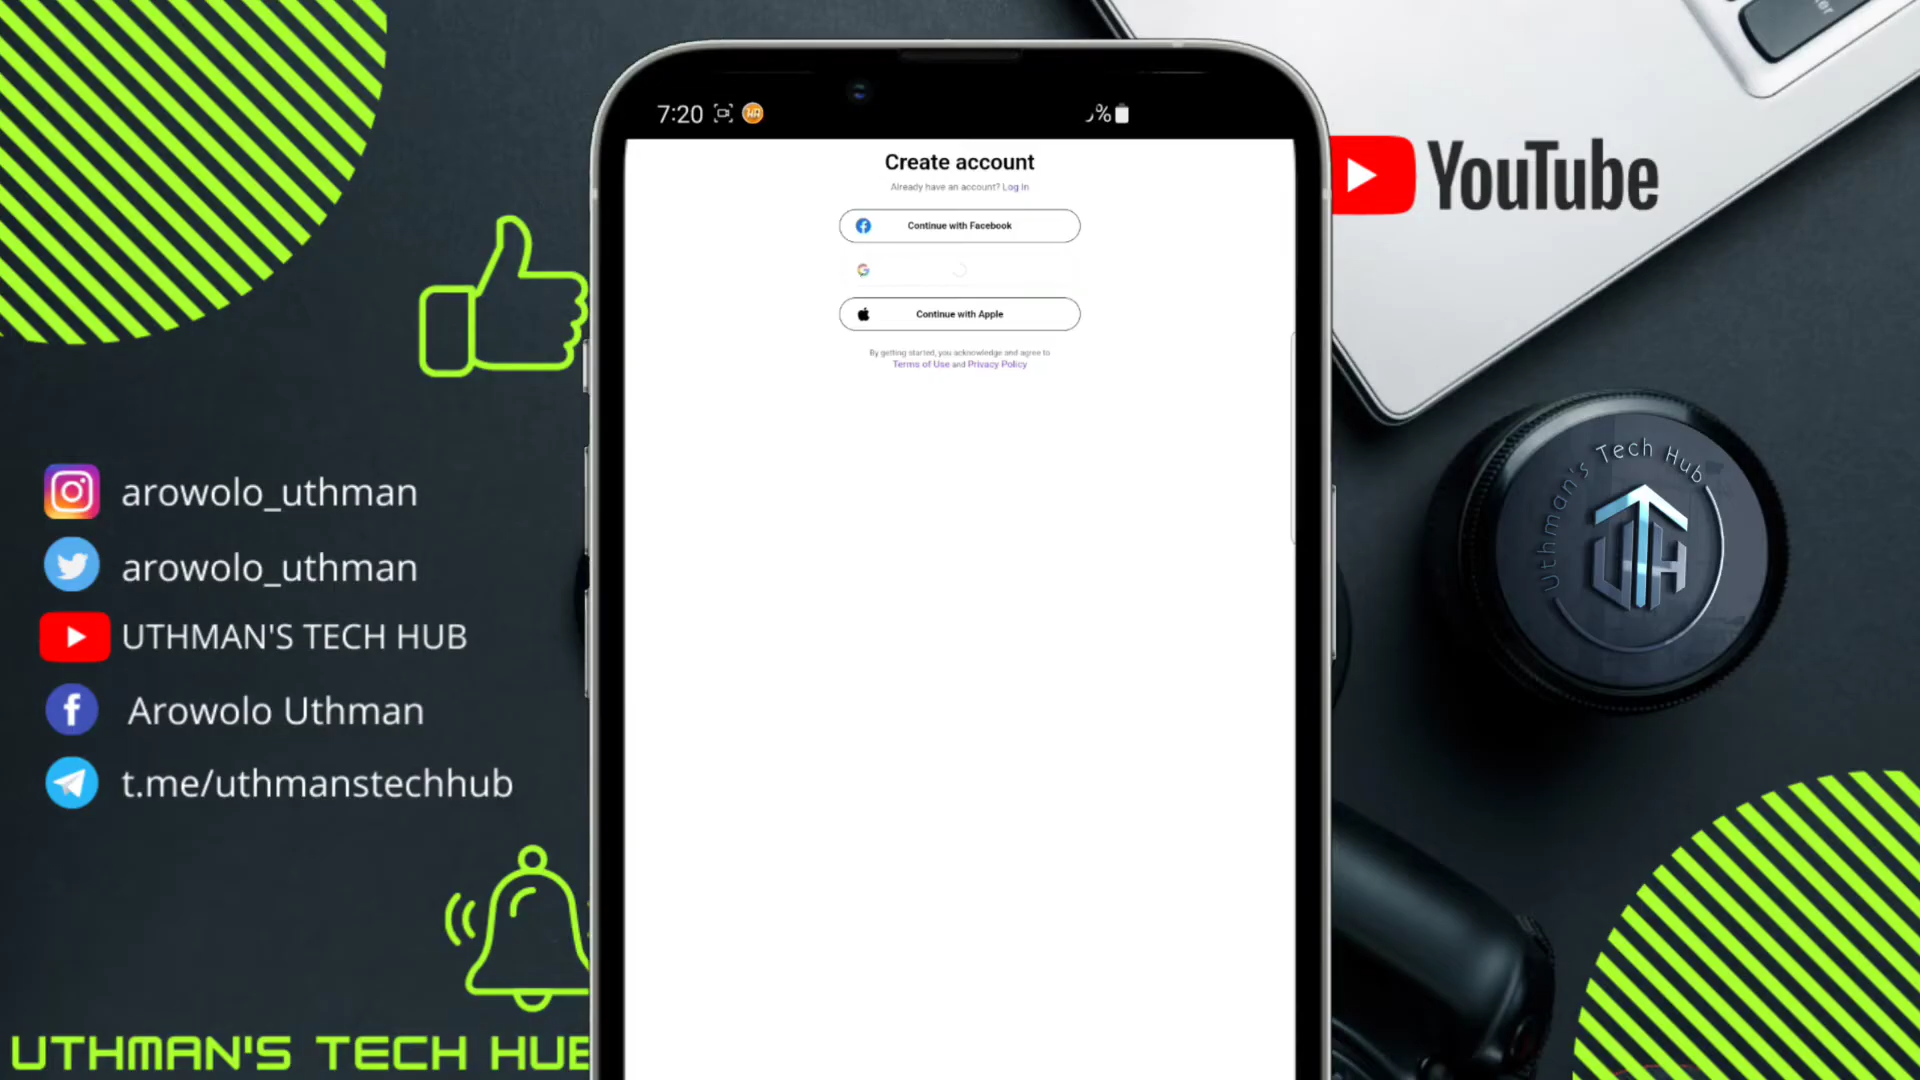 7:20
%
Create account
Already have an account? Log In
Continue with Facebook
Continue with Apple
By getting started, you acknowledge and agree to
Terms of Use and Privacy Policy
YouTube
arowolo_uthman
arowolo_uthman
UTHMAN'S TECH HUB
Arowolo Uthman
t.me/uthmanstechhub
Uthman's Tech Hub
UTH
UTHMAN'S TECH HUB